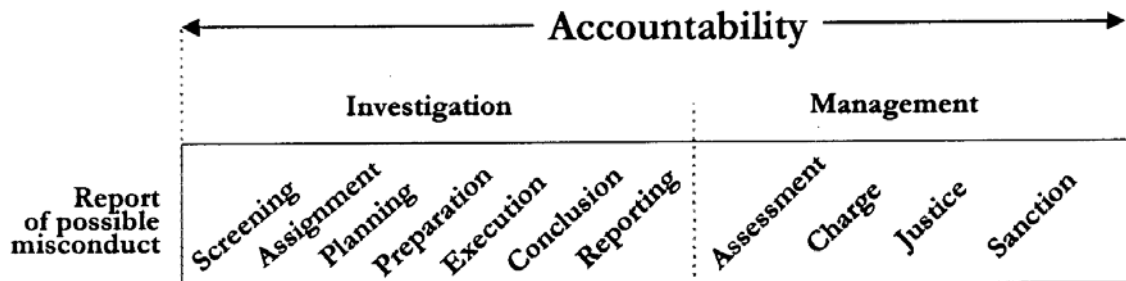 Accountability
Investigation
Management
Report
of possible
misconduct
Screening
Assignment
Planning
Preparation
Execution
Conclusion
Reporting
Assessment
Charge
Justice
Sanction